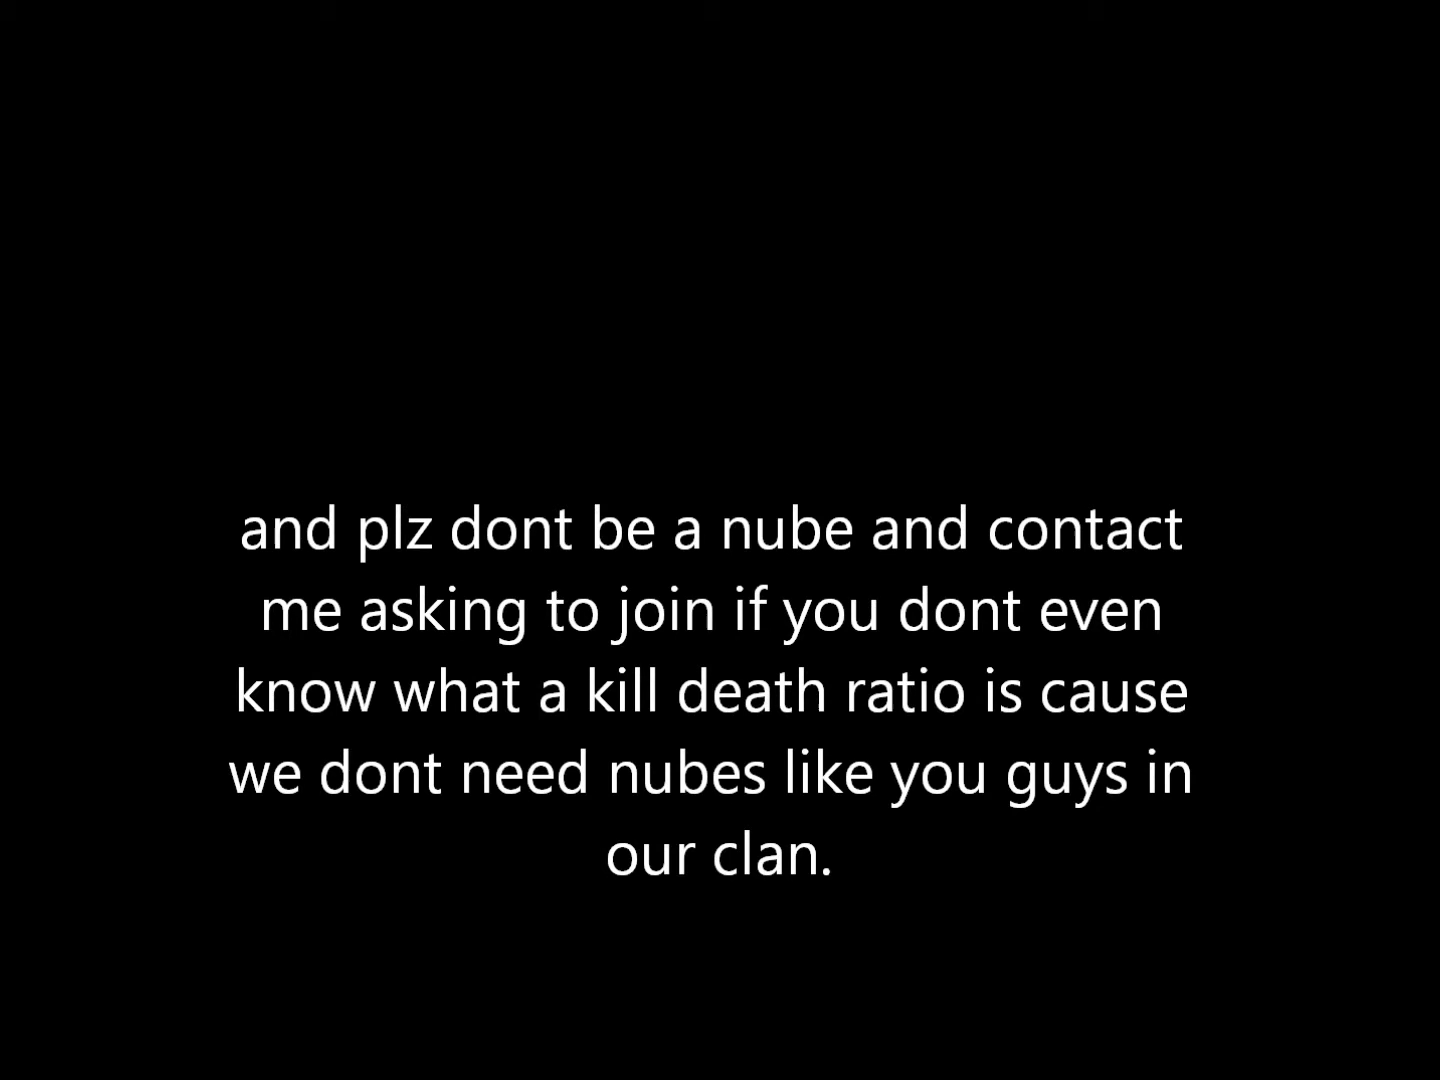 and plz dont be a nube and contact
me asking to join if you dont even
know what a kill death ratio is cause
we dont need nubes like you guys in
our clan.